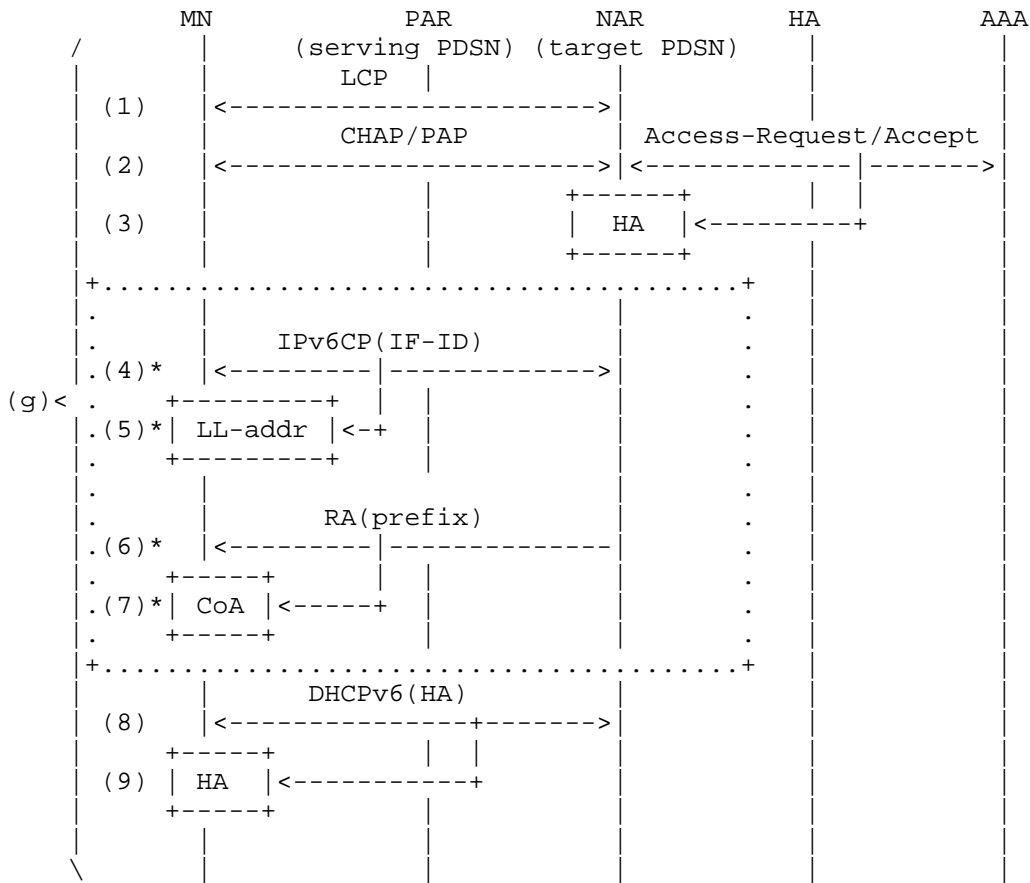 MN PAR NAR HA AAA
(serving PDSN) (target PDSN)
LCP
(1)
CHAP/PAP Access-Request/Accept
(2)
(3) HA
IPv6CP(IF-ID)
(4)*
(g)<
(5)* LL-addr
RA(prefix)
(6)*
(7)* CoA
DHCPv6(HA)
(8)
(9) HA